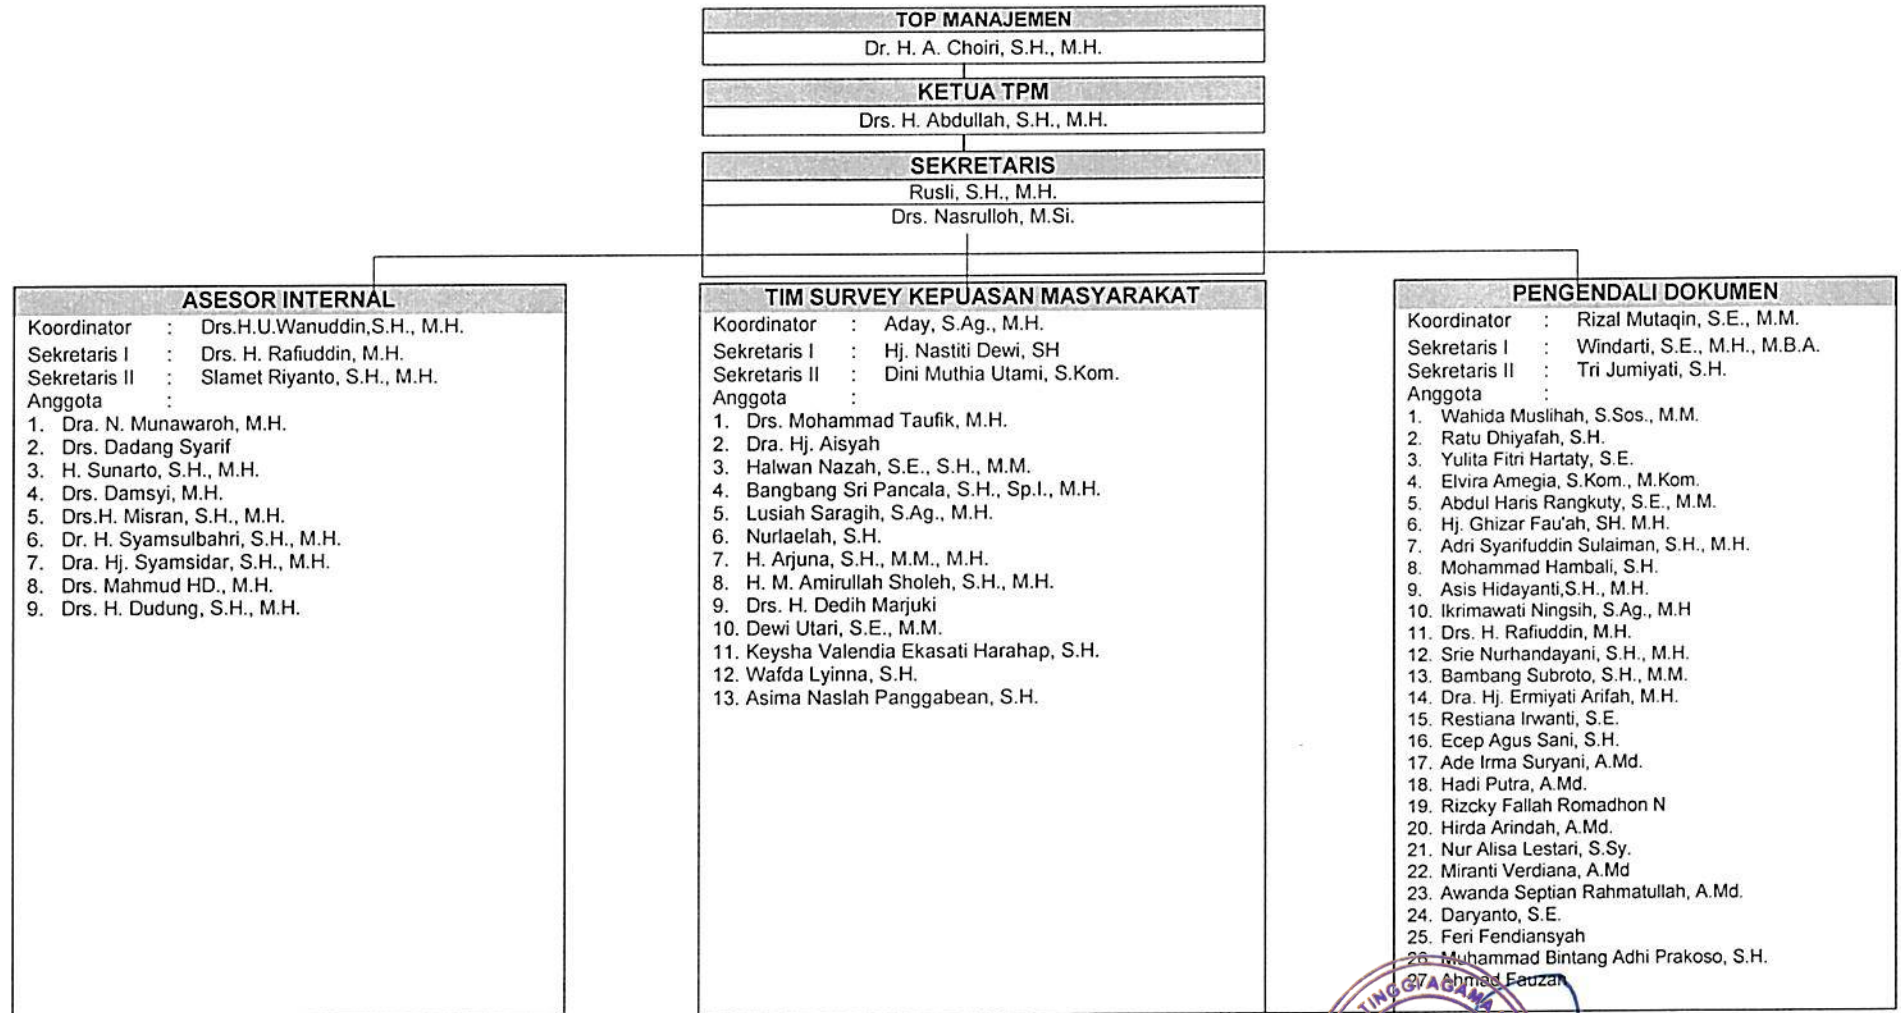 TOP MANAJEMEN
Dr. H. A. Choiri, S.H., M.H.
KETUA TPM
Drs. H. Abdullah, S.H., M.H.
SEKRETARIS
Rusli, S.H., M.H.
Drs. Nasrulloh, M.Si.
ASESOR INTERNAL
Koordinator : Drs.H.U.Wanuddin,S.H., M.H.
Sekretaris I : Drs. H. Rafiuddin, M.H.
Sekretaris II : Slamet Riyanto, S.H., M.H.
Anggota :
1. Dra. N. Munawaroh, M.H.
2. Drs. Dadang Syarif
3. H. Sunarto, S.H., M.H.
4. Drs. Damsyi, M.H.
5. Drs.H. Misran, S.H., M.H.
6. Dr. H. Syamsulbahri, S.H., M.H.
7. Dra. Hj. Syamsidar, S.H., M.H.
8. Drs. Mahmud HD., M.H.
9. Drs. H. Dudung, S.H., M.H.
TIM SURVEY KEPUASAN MASYARAKAT
Koordinator : Aday, S.Ag., M.H.
Sekretaris I : Hj. Nastiti Dewi, SH
Sekretaris II : Dini Muthia Utami, S.Kom.
Anggota :
1. Drs. Mohammad Taufik, M.H.
2. Dra. Hj. Aisyah
3. Halwan Nazah, S.E., S.H., M.M.
4. Bangbang Sri Pancala, S.H., Sp.I., M.H.
5. Lusiah Saragih, S.Ag., M.H.
6. Nurlaelah, S.H.
7. H. Arjuna, S.H., M.M., M.H.
8. H. M. Amirullah Sholeh, S.H., M.H.
9. Drs. H. Dedih Marjuki
10. Dewi Utari, S.E., M.M.
11. Keysha Valendia Ekasati Harahap, S.H.
12. Wafda Lyinna, S.H.
13. Asima Naslah Panggabean, S.H.
PENGENDALI DOKUMEN
Koordinator : Rizal Mutaqin, S.E., M.M.
Sekretaris I : Windarti, S.E., M.H., M.B.A.
Sekretaris II : Tri Jumiyati, S.H.
Anggota :
1. Wahida Muslihah, S.Sos., M.M.
2. Ratu Dhiyafah, S.H.
3. Yulita Fitri Hartaty, S.E.
4. Elvira Amegia, S.Kom., M.Kom.
5. Abdul Haris Rangkuty, S.E., M.M.
6. Hj. Ghizar Fau'ah, SH. M.H.
7. Adri Syarifuddin Sulaiman, S.H., M.H.
8. Mohammad Hambali, S.H.
9. Asis Hidayanti,S.H., M.H.
10. Ikrimawati Ningsih, S.Ag., M.H
11. Drs. H. Rafiuddin, M.H.
12. Srie Nurhandayani, S.H., M.H.
13. Bambang Subroto, S.H., M.M.
14. Dra. Hj. Ermiyati Arifah, M.H.
15. Restiana Irwanti, S.E.
16. Ecep Agus Sani, S.H.
17. Ade Irma Suryani, A.Md.
18. Hadi Putra, A.Md.
19. Rizcky Fallah Romadhon N
20. Hirda Arindah, A.Md.
21. Nur Alisa Lestari, S.Sy.
22. Miranti Verdiana, A.Md
23. Awanda Septian Rahmatullah, A.Md.
24. Daryanto, S.E.
25. Feri Fendiansyah
26. Muhammad Bintang Adhi Prakoso, S.H.
27. Ahmad Fauzan
TINGGI AGAMA